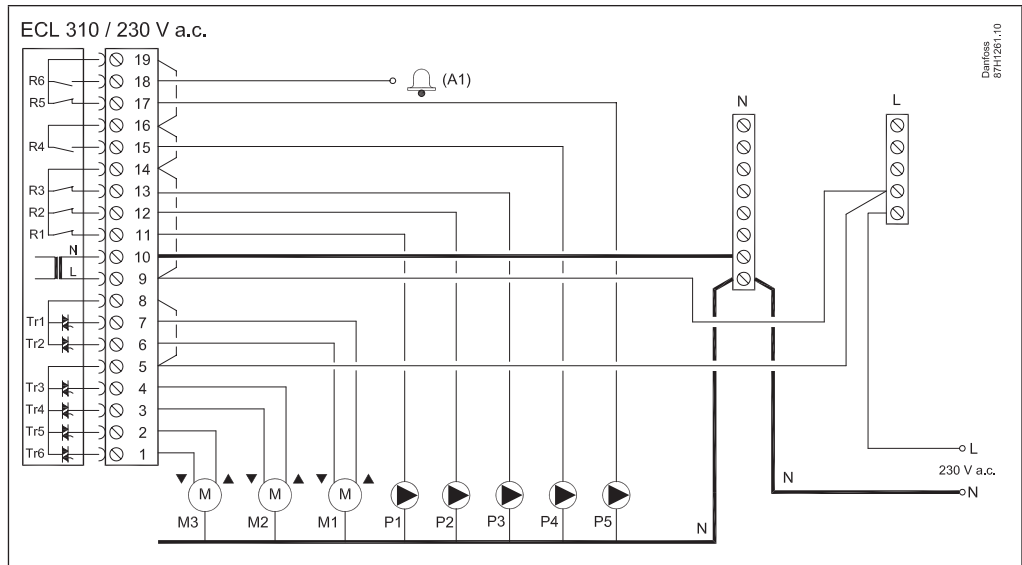 ECL 310 / 230 V a.c.
Danfoss
87H1261.10
19
R6 18 (A1)
R5 17
N L
16
R4 15
14
R3 13
R2 12
R1 11
N 10
L 9
8
Tr1 7
Tr2 6
5
Tr3 4
Tr4 3
Tr5 2
Tr6 1
L
230 V a.c.
N N
M M M
M3 M2 M1 P1 P2 P3 P4 P5 N